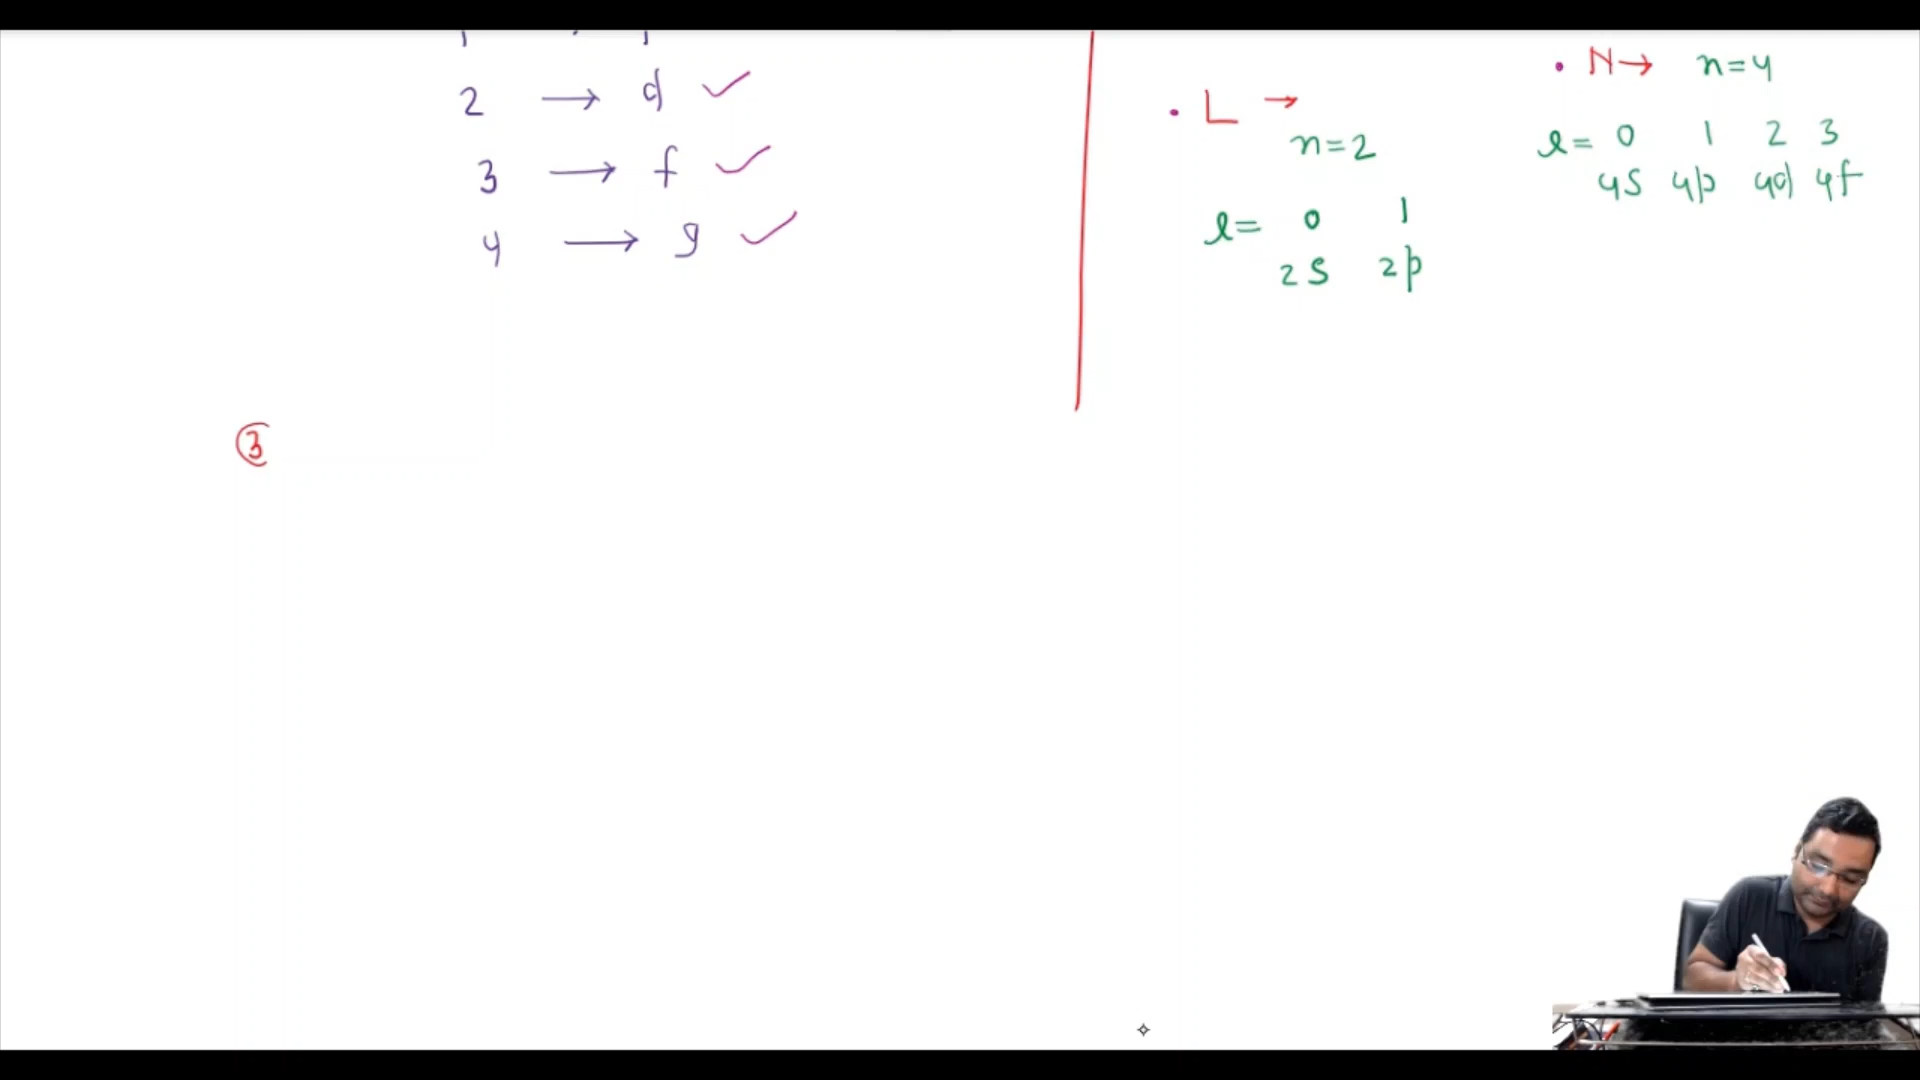 2 → d ✓
3 → f ✓
4 → g ✓
• L →
n=2
l= 0 1
2s 2p
• N → n=4
l= 0 1 2 3
4s 4p 4d 4f
③